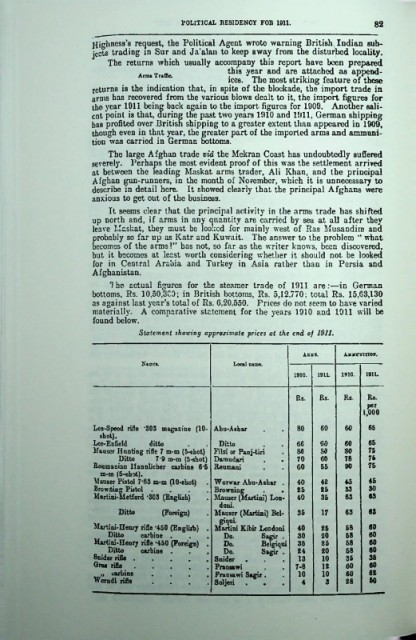 POLITICAL RESIDENCY FOR 1911. 82
Highness's request, the Political Agent wrote warning British Indian sub-
jects trading in Sur and Ja'alan to keep away from the disturbed locality.
The returns which usually accompany this report have been prepared
Arms Traffic.
this year and are attached as append-
ices. The most striking feature of these
returns is the indication that, in spite of the blockade, the import trade in
arms has recovered from the various blows dealt to it, the import figures for
the year 1911 being back again to the import figures for 1909. Another sali-
ent point is that, during the past two years 1910 and 1911, German shipping
has profited over British shipping to a greater extent than appeared in 1909,
though even in that year, the greater part of the imported arms and ammuni-
tion was carried in German bottoms.
The large Afghan trade viâ the Mekran Coast has undoubtedly suffered
severely. Perhaps the most evident proof of this was the settlement arrived
at between the leading Maskat arms trader, Ali Khan, and the principal
Afghan gun-runners, in the month of November, which it is unnecessary to
describe in detail here. It showed clearly that the principal Afghans were
anxious to get out of the business.
It seems clear that the principal activity in the arms trade has shifted
up north and, if arms in any quantity are carried by sea at all after they
leave Maskat, they must be looked for mainly west of Ras Musandim and
probably so far up as Katr and Kuwait. The answer to the problem "what
becomes of the arms?" has not, so far as the writer knows, been discovered,
but it becomes at least worth considering whether it should not be looked
for in Central Arabia and Turkey in Asia rather than in Persia and
Afghanistan.
The actual figures for the steamer trade of 1911 are:—in German
bottoms, Rs. in British bottoms, Rs. 5,12,770; total Rs. 15,63,130
as against last year's total of Rs. 6,20,550. Prices do not seem to have varied
materially. A comparative statement for the years 1910 and 1911 will be
found below.
Statement showing approximate prices at the end of 1911.
Names. Local name. ARMS. AMMUNITION.
1910. 1911. 1910. 1911.
Rs. Rs. Rs. Rs.
per
1,000
Lee-Speed rifle ·303 magazine (10- Abu-Ashar 80 60 60 65
shot).
Lee-Enfield ditto Ditto 66 60 65
Mauser Hunting rifle 7 m-m (5-shot) Filsi or Panj-tiri 75
Ditto 7·9 m-m (5-shot) Damudari 70 60 75
Roumanian Mannlicher carbine 6·5 Reumani 60 55 90 75
m-m (5-shot).
Mauser Pistol 7·63 m-m (10-shot) Werwar Abu-Ashar 40 45 45
Browning Pistol Browning 25 25 30
Martini-Metford ·303 (English) Mauser (Martini) Lon- 40 35 63 63
doni.
Ditto (Foreign) Mauser (Martini) Bel- 35 17 63 63
giqui.
Martini-Henry rifle ·450 (English) Martini Kibir Londoni 40 25 58 60
Ditto carbine Do. Sagir 30 20 58 60
Martini-Henry rifle ·450 (Foreign) Do. Belgiqui 35 25 58 60
Ditto carbine Do. Sagir 24 20 58 60
Snider rifle Snider 13 10 35 38
Gras rifle Fransawi 7-8 12 60 60
„ carbine Fransawi Sagir 10 10 60
Werndl rifle Soljeri 4 3 28 50